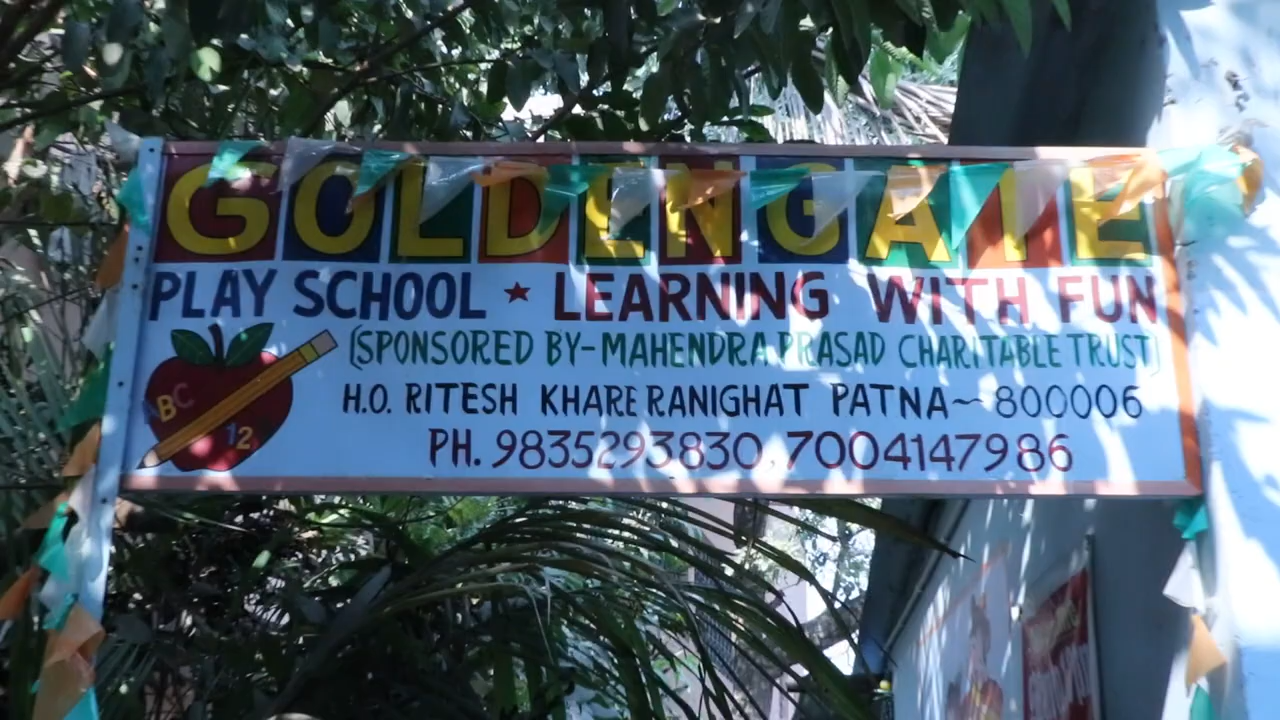 GOLDENGATE
PLAY SCHOOL ★ LEARNING WITH FUN
(SPONSORED BY-MAHENDRA PRASAD CHARITABLE TRUST)
H.O. RITESH KHARE RANIGHAT PATNA~800006
PH. 9835293830, 7004147986
ABC
12